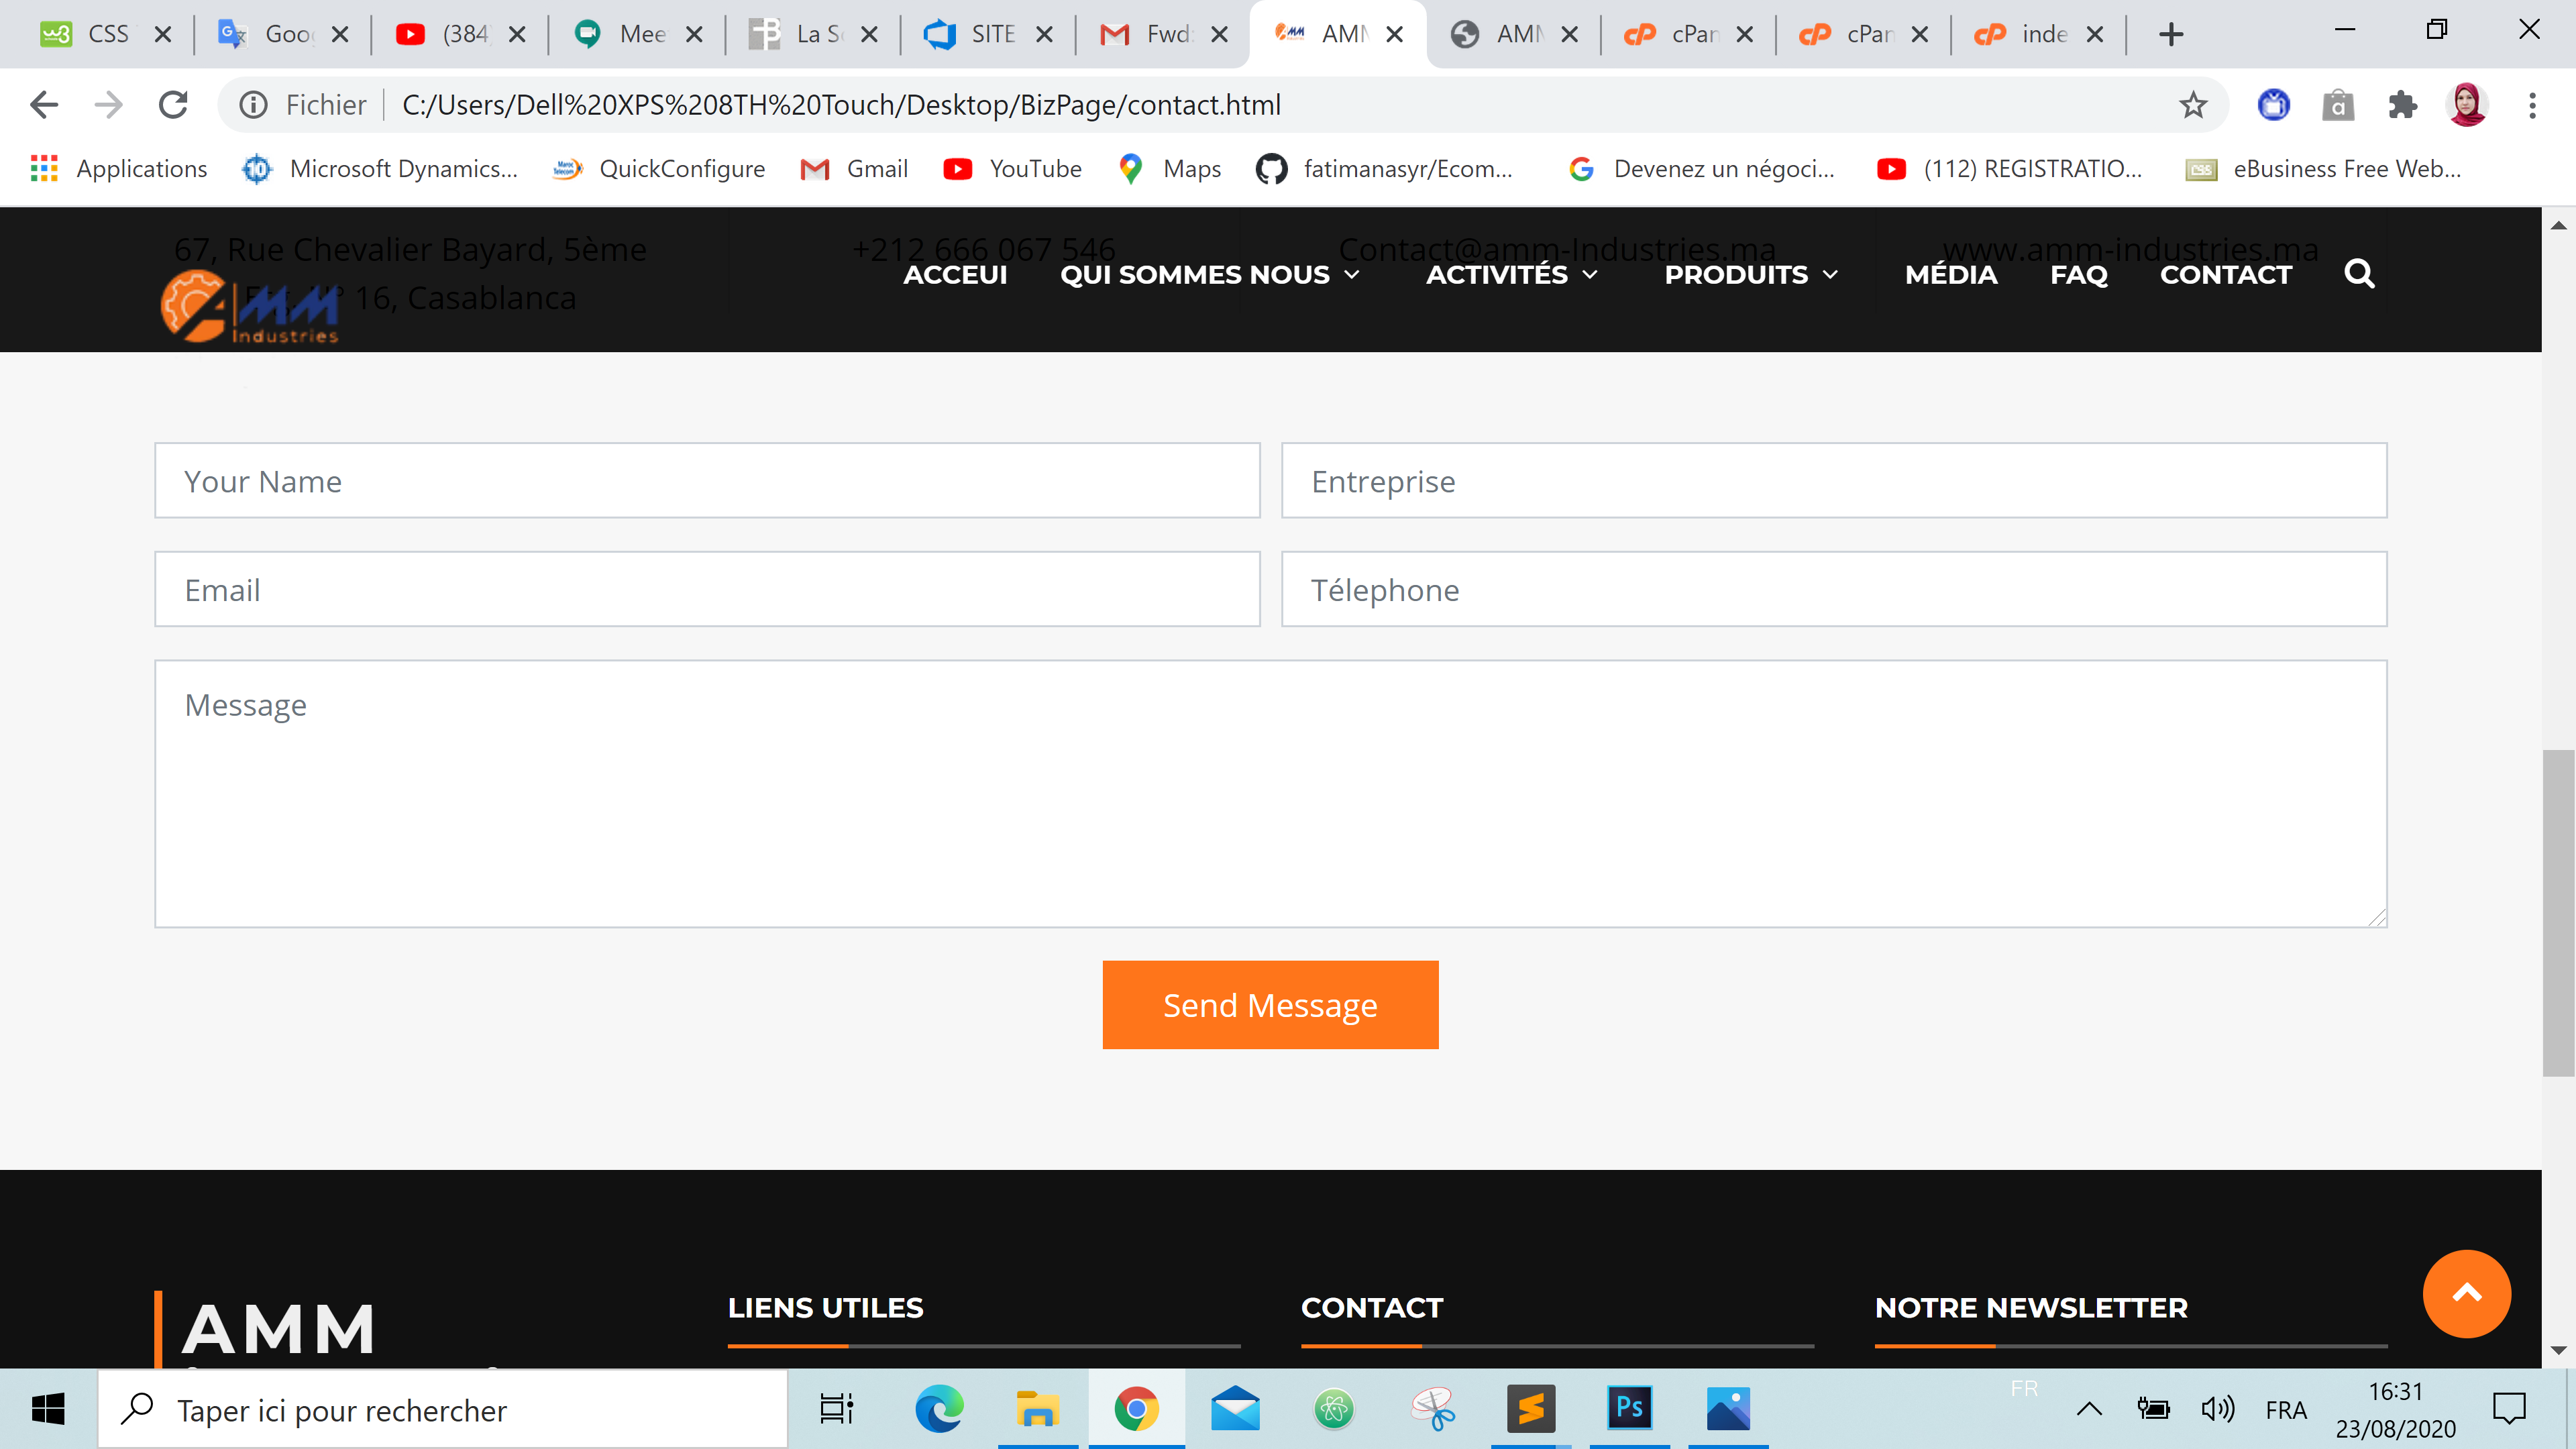 CSS
Goo
(384
Mee
La S
SITE
Fwd:
AMM
AMM
cPan
cPan
inde
Fichier
C:/Users/Dell%20XPS%208TH%20Touch/Desktop/BizPage/contact.html
Applications
Microsoft Dynamics...
QuickConfigure
Gmail
YouTube
Maps
fatimanasyr/Ecom...
Devenez un négoci...
(112) REGISTRATIO...
eBusiness Free Web...
67, Rue Chevalier Bayard, 5ème
16, Casablanca
+212 666 067 546
Contact@amm-Industries.ma
www.amm-industries.ma
AMM
Industries
ACCEUI
QUI SOMMES NOUS
ACTIVITÉS
PRODUITS
MÉDIA
FAQ
CONTACT
Your Name
Entreprise
Email
Télephone
Message
Send Message
AMM
LIENS UTILES
CONTACT
NOTRE NEWSLETTER
Taper ici pour rechercher
Ps
FR
FRA
16:31
23/08/2020